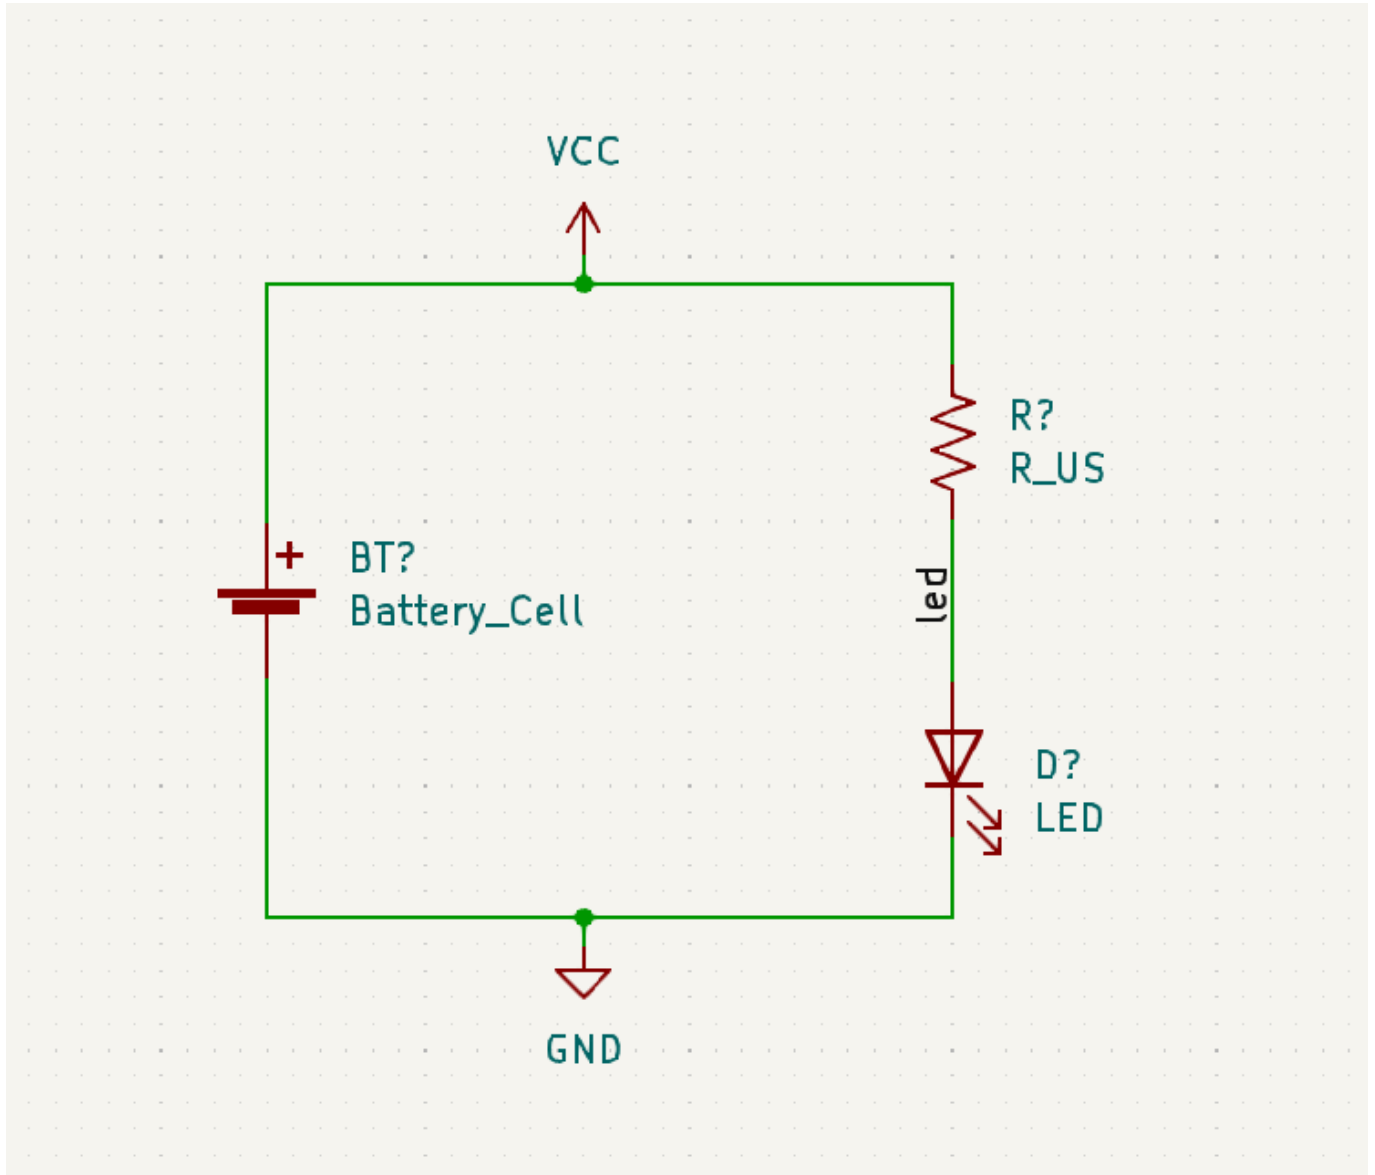 VCC
R?
R_US
BT?
Battery_Cell
led
D?
LED
GND